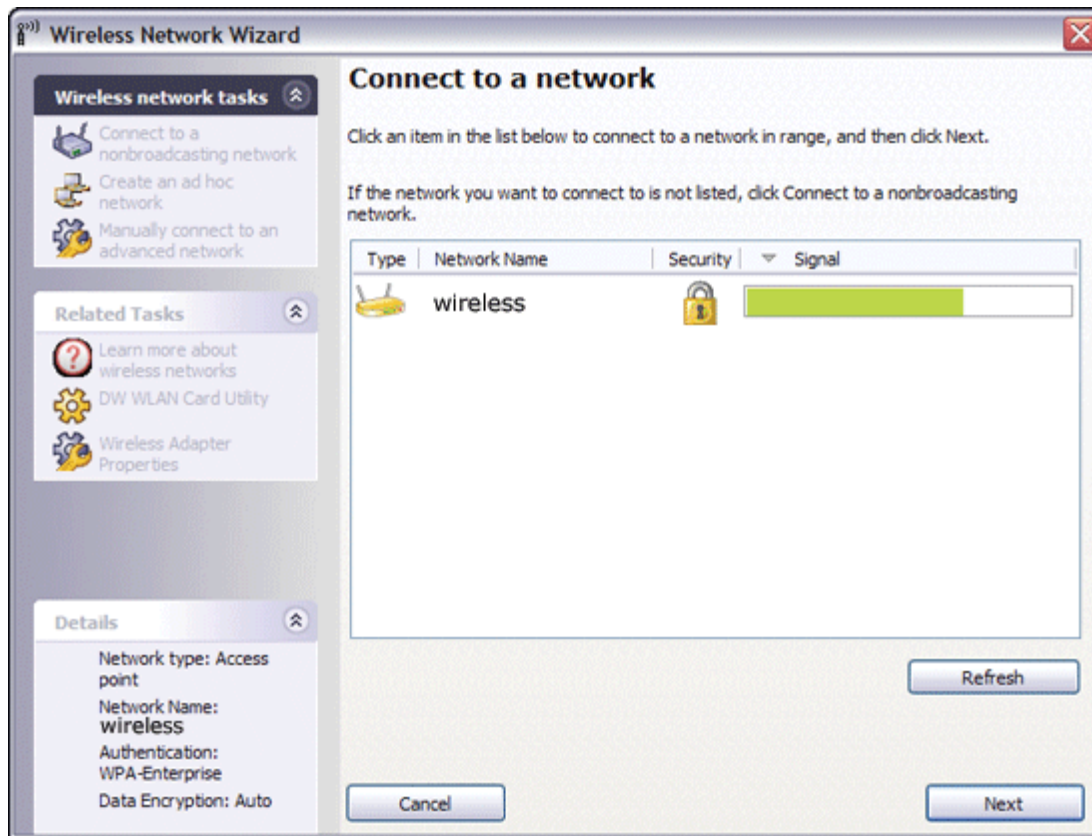 Wireless Network Wizard
Wireless network tasks
Connect to a
nonbroadcasting network
Create an ad hoc
network
Manually connect to an
advanced network
Related Tasks
Learn more about
wireless networks
DW WLAN Card Utility
Wireless Adapter
Properties
Details
Network type: Access
point
Network Name:
wireless
Authentication:
WPA-Enterprise
Data Encryption: Auto
Connect to a network
Click an item in the list below to connect to a network in range, and then click Next.
If the network you want to connect to is not listed, click Connect to a nonbroadcasting
network.
Type Network Name Security Signal
wireless
Refresh
Cancel Next